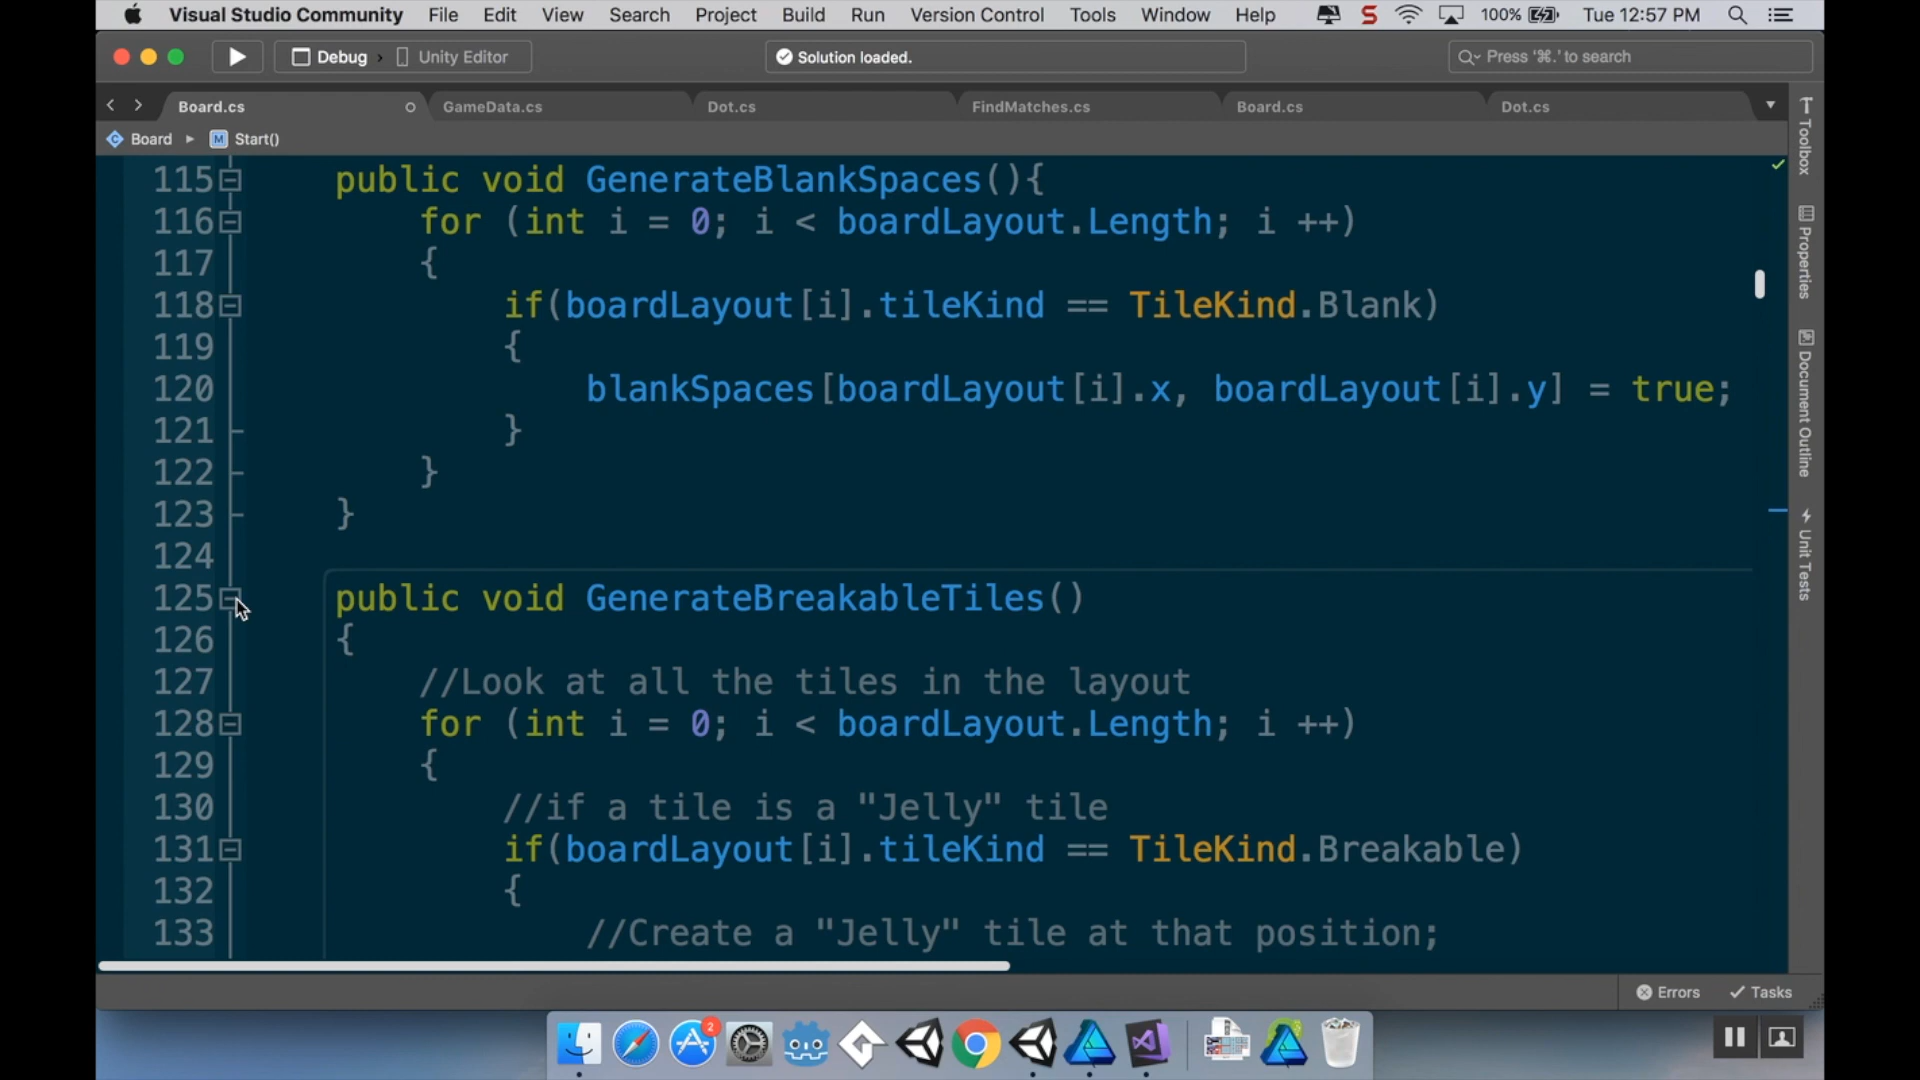 Visual Studio Community File Edit View Search Project Build Run Version Control Tools Window Help S 100% Tue 12:57 PM
Debug Unity Editor Solution loaded. Press '⌘.' to search
Board.cs GameData.cs Dot.cs FindMatches.cs Board.cs Dot.cs
Board M Start()
115 public void GenerateBlankSpaces(){
116 for (int i = 0; i < boardLayout.Length; i ++)
117 {
118 if(boardLayout[i].tileKind == TileKind.Blank)
119 {
120 blankSpaces[boardLayout[i].x, boardLayout[i].y] = true;
121 }
122 }
123 }
124
125 public void GenerateBreakableTiles()
126 {
127 //Look at all the tiles in the layout
128 for (int i = 0; i < boardLayout.Length; i ++)
129 {
130 //if a tile is a "Jelly" tile
131 if(boardLayout[i].tileKind == TileKind.Breakable)
132 {
133 //Create a "Jelly" tile at that position;
Toolbox
Properties
Document Outline
Unit Tests
Errors Tasks
2